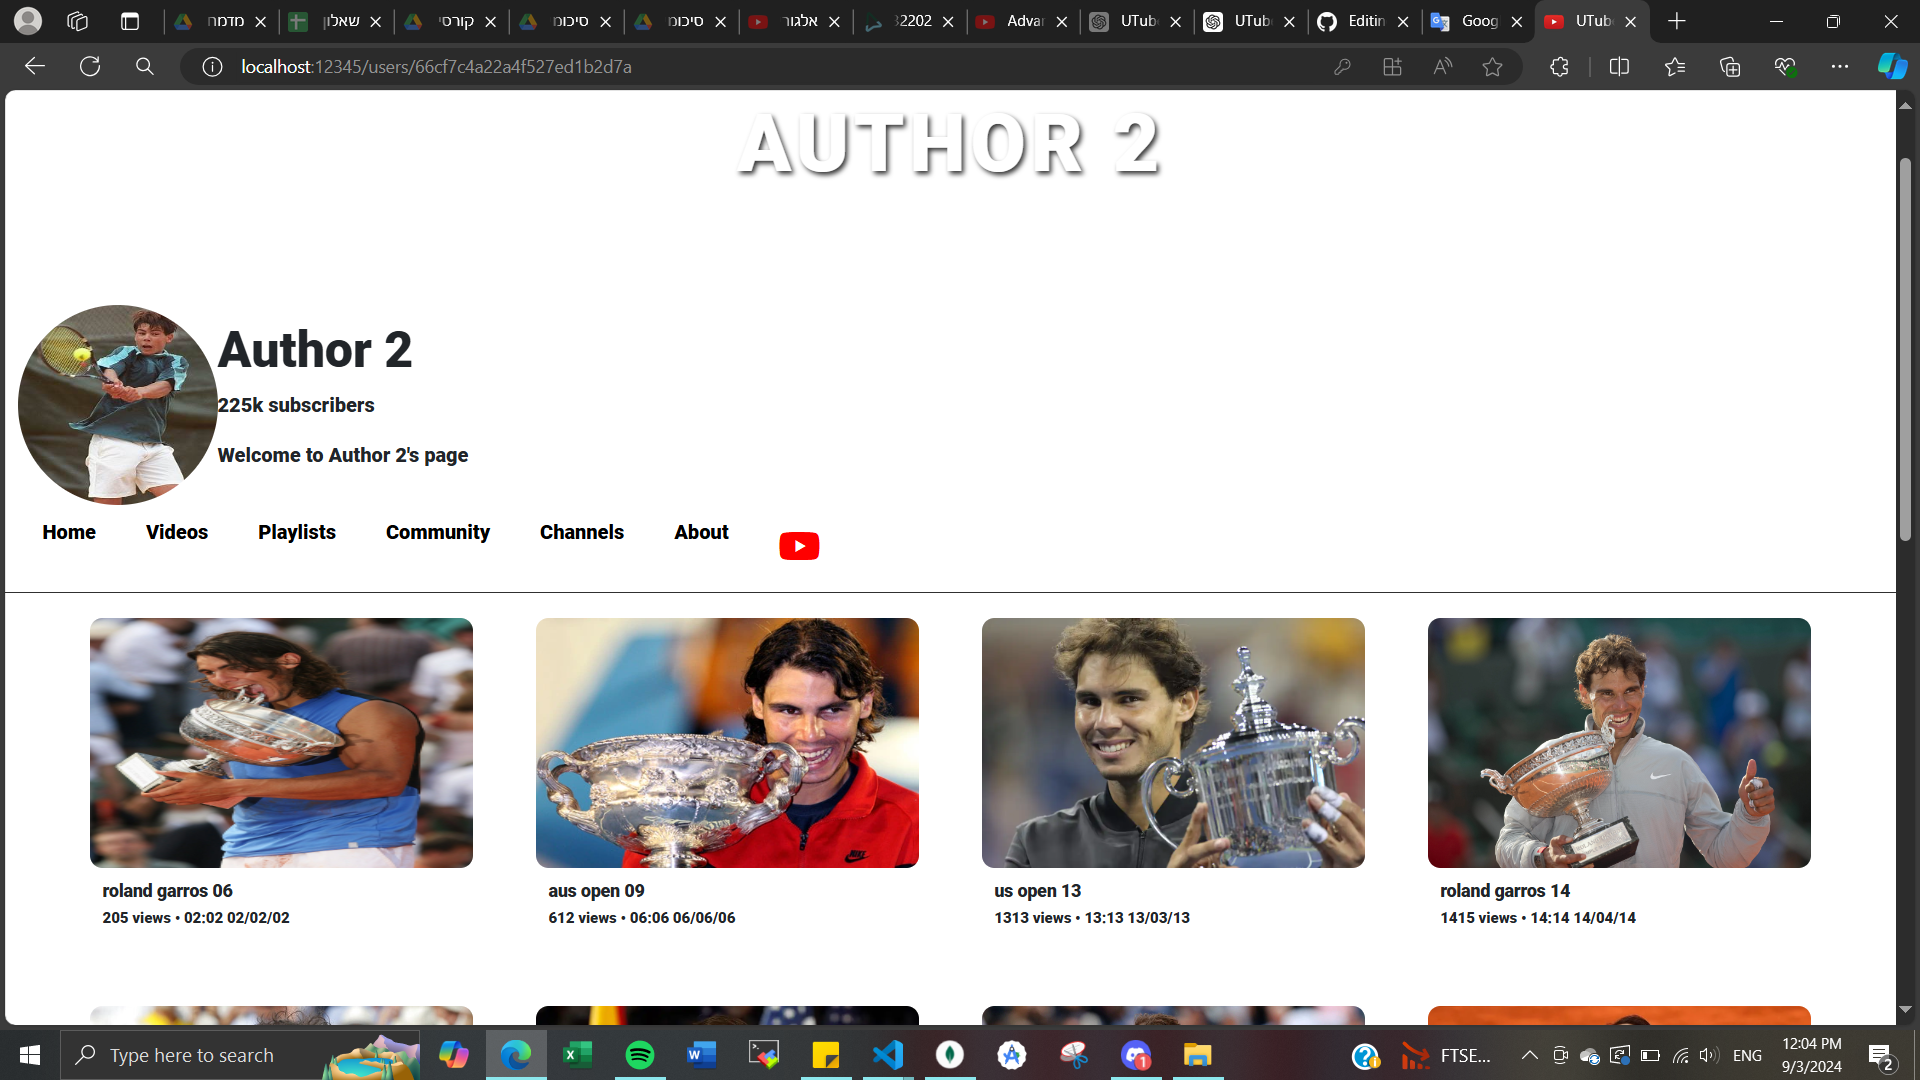 מדמח
שאלון
קורסי
סיכומ
סיכומ
אלגור
32202
Advar
UTub
UTub
Editin
Goog
UTub
localhost:12345/users/66cf7c4a22a4f527ed1b2d7a
AUTHOR 2
Author 2
225k subscribers
Welcome to Author 2's page
Home Videos Playlists Community Channels About
roland garros 06
205 views • 02:02 02/02/02
aus open 09
612 views • 06:06 06/06/06
us open 13
1313 views • 13:13 13/03/13
roland garros 14
1415 views • 14:14 14/04/14
Type here to search
FTSE...
ENG
12:04 PM
9/3/2024
2